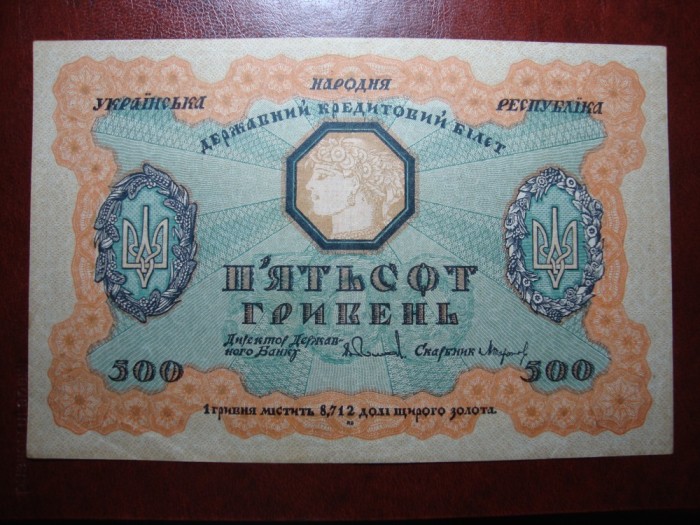 УКРАЇНСЬКА НАРОДНЯ РЕСПУБЛІКА
ДЕРЖАВНИЙ КРЕДИТОВИЙ БІЛЕТ
П'ЯТЬСОТ
ГРИВЕНЬ
Директор Держав-
ного Банку
Скарбник
500 500
1 гривня містить 8,712 долі щирого золота.